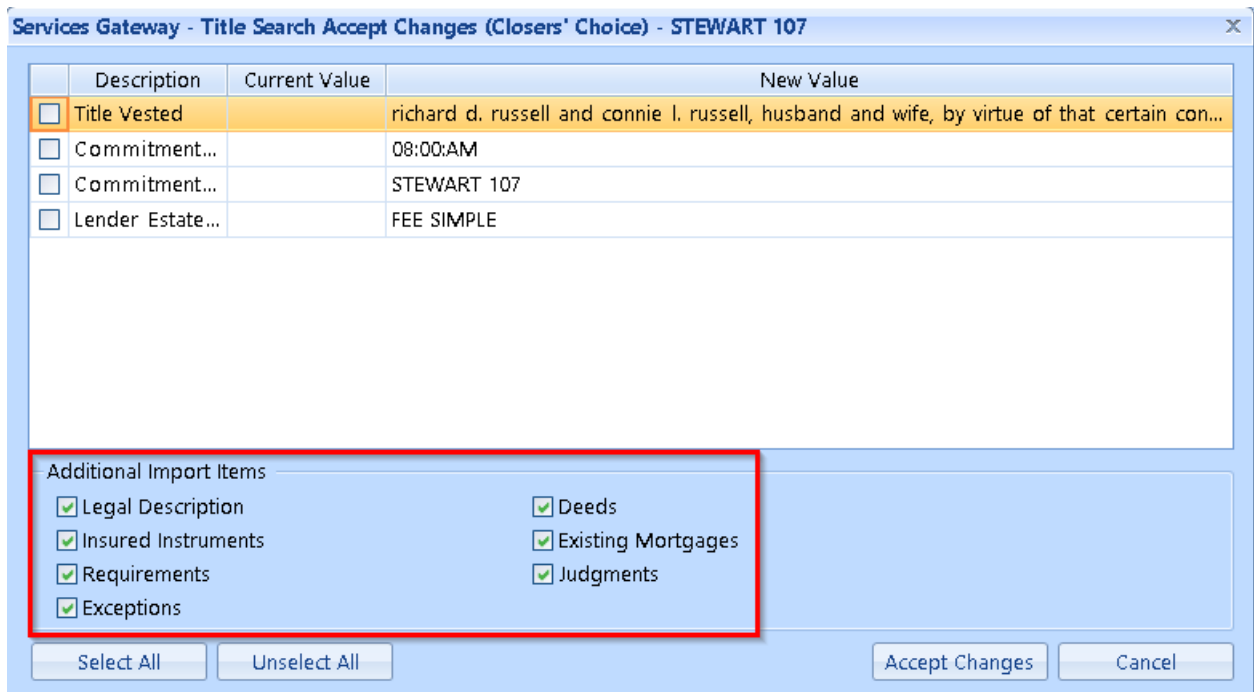 Services Gateway - Title Search Accept Changes (Closers' Choice) - STEWART 107 X
Description Current Value New Value
Title Vested richard d. russell and connie l. russell, husband and wife, by virtue of that certain con...
Commitment... 08:00:AM
Commitment... STEWART 107
Lender Estate... FEE SIMPLE
Additional Import Items
Legal Description Deeds
Insured Instruments Existing Mortgages
Requirements Judgments
Exceptions
Select All Unselect All Accept Changes Cancel